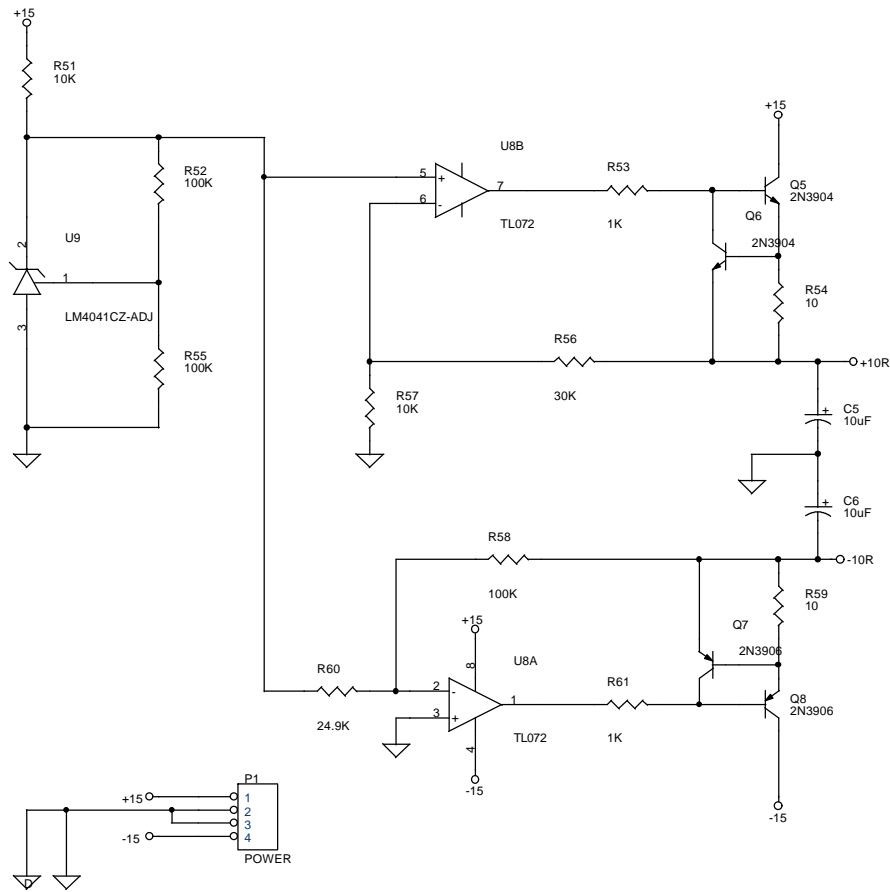 +15
R51
10K
R52
100K
U9
2
1
3
LM4041CZ-ADJ
R55
100K
U8B
5
+
6
-
7
TL072
R53
1K
+15
Q5
2N3904
Q6
2N3904
R54
10
R56
30K
R57
10K
+10R
+
C5
10uF
+
C6
10uF
R58
100K
-10R
R59
10
Q7
2N3906
+15
8
U8A
R60
24.9K
2
-
3
+
1
4
TL072
-15
R61
1K
Q8
2N3906
-15
P1
+15
1
2
3
-15
4
POWER
D